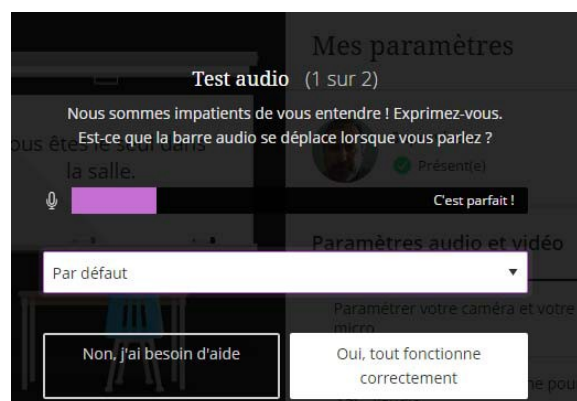 Mes paramètres
Test audio (1 sur 2)
Nous sommes impatients de vous entendre ! Exprimez-vous.
Est-ce que la barre audio se déplace lorsque vous parlez ?
êtes le seul dans
la salle.
Présent(e)
C'est parfait !
Paramètres audio et vidéo
Par défaut
Paramétrer votre caméra et votre
micro
Non, j'ai besoin d'aide
Oui, tout fonctionne
correctement